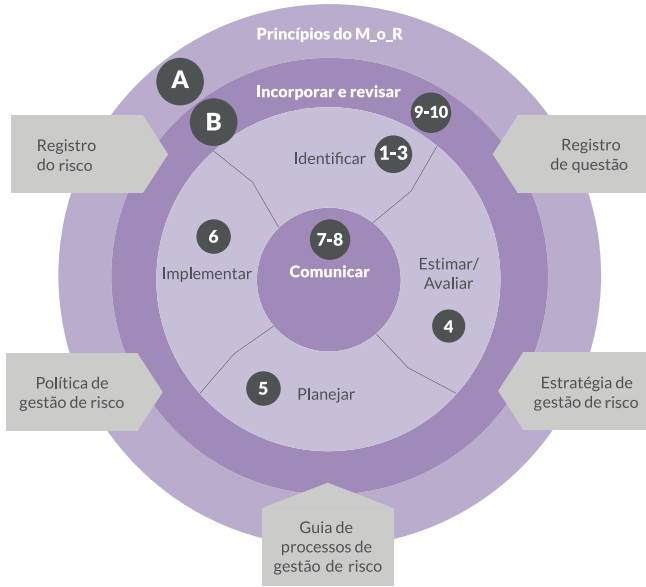 Princípios do M_o_R
A
Incorporar e revisar
9-10
B
Registro
do risco
Identificar
1-3
Registro
de questão
6
Implementar
7-8
Comunicar
Estimar/
Avaliar
4
5
Planejar
Política de
gestão de risco
Estratégia de
gestão de risco
Guia de
processos de
gestão de risco